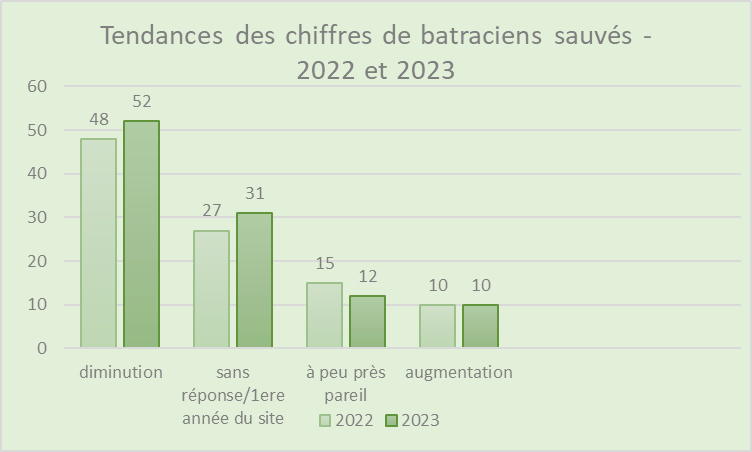 Tendances des chiffres de batraciens sauvés -
2022 et 2023
60
50
40
30
20
10
0
48
52
27
31
15
12
10
10
diminution
sans
réponse/1ere
année du site
à peu près
pareil
augmentation
2022
2023